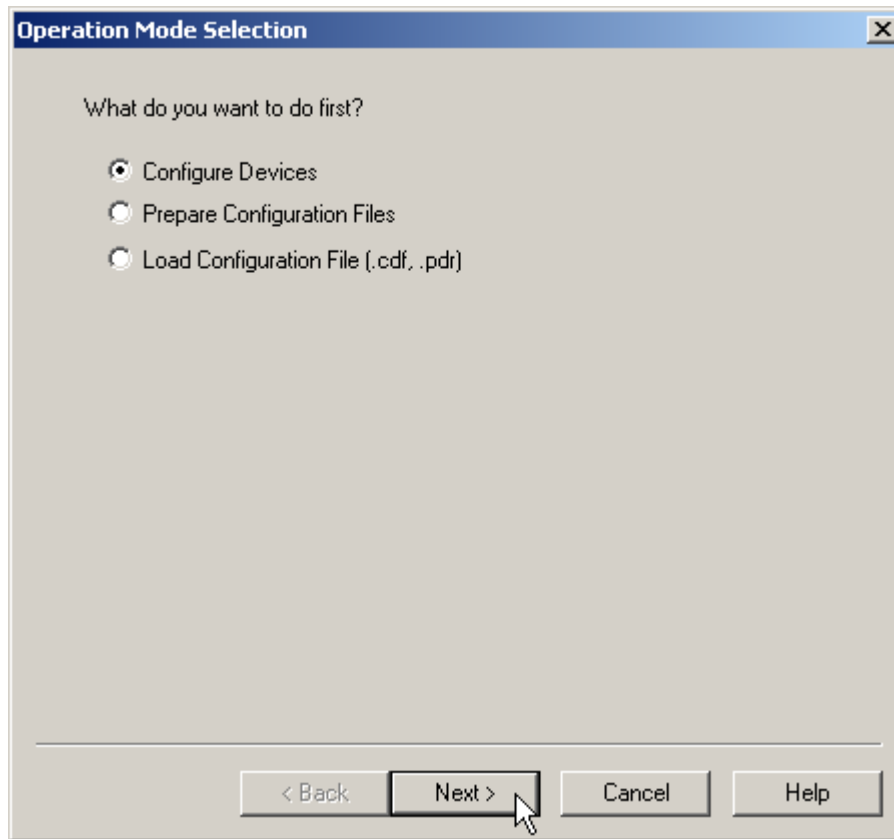 Operation Mode Selection
What do you want to do first?
Configure Devices
Prepare Configuration Files
Load Configuration File (.cdf, .pdr)
< Back
Next >
Cancel
Help